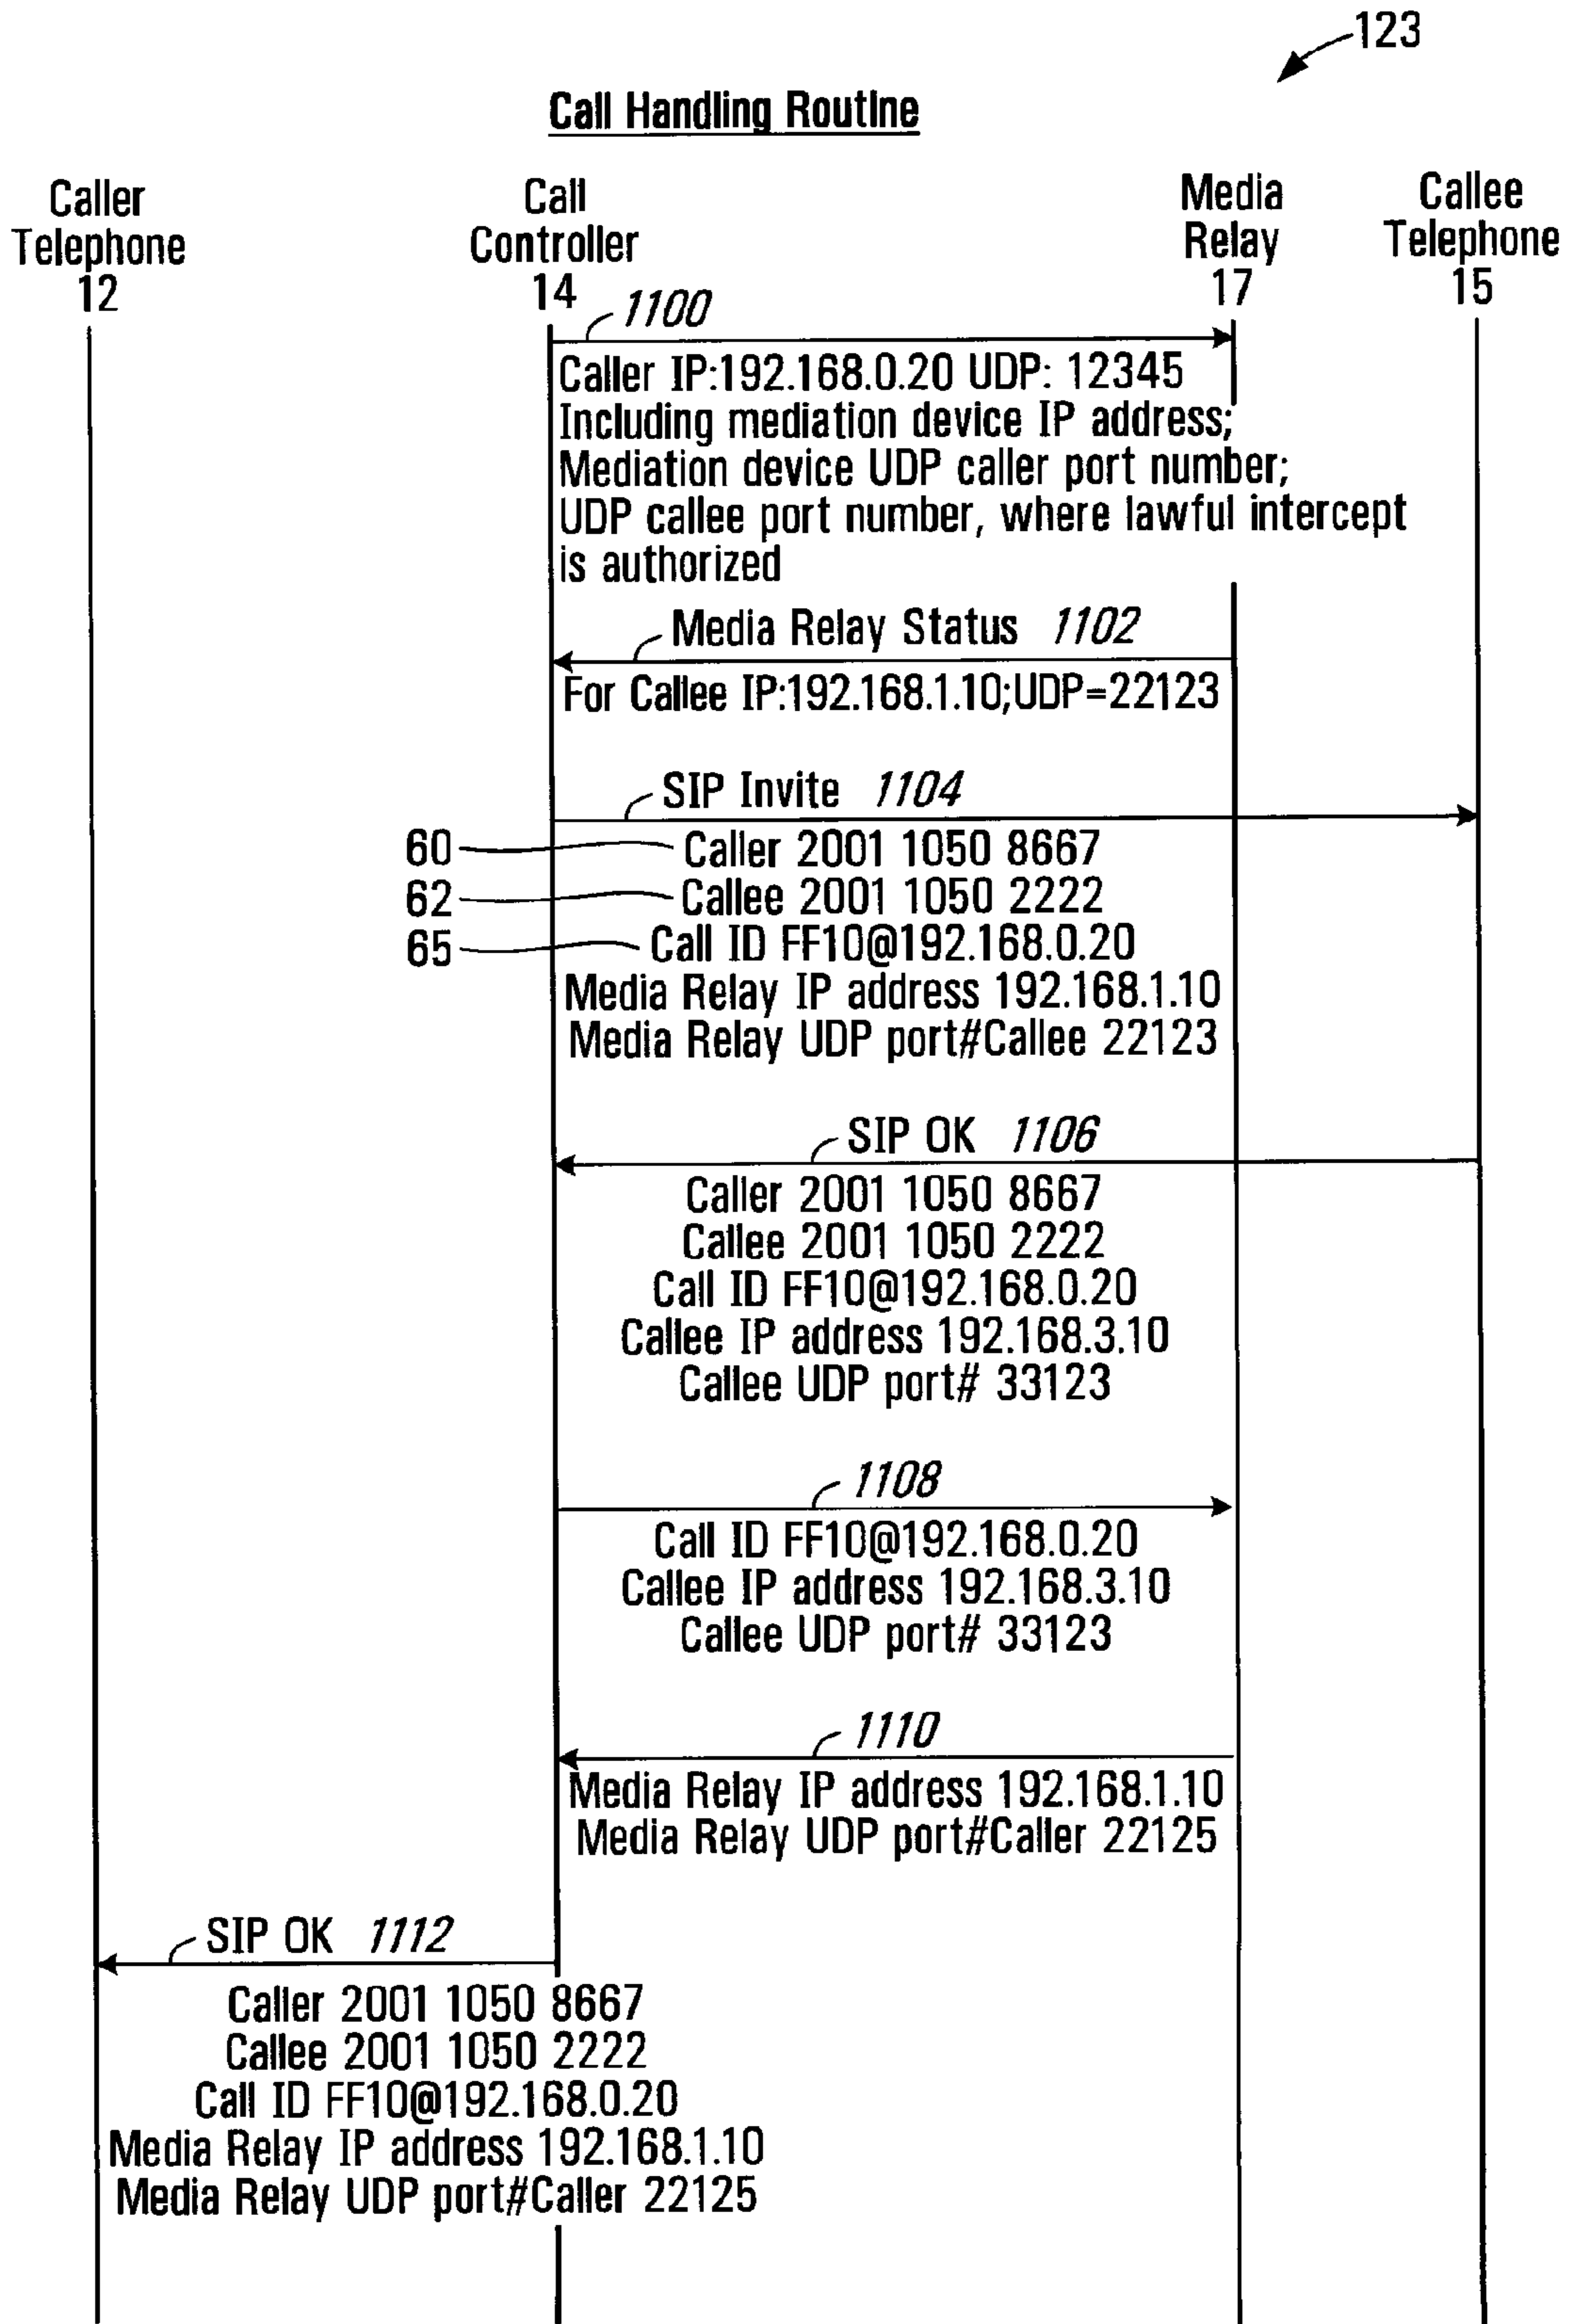 123
Call Handling Routine
Caller
Telephone
12
Call
Controller
14
Media
Relay
17
Callee
Telephone
15
1100
Caller IP:192.168.0.20 UDP: 12345
Including mediation device IP address;
Mediation device UDP caller port number;
UDP callee port number, where lawful intercept
is authorized
Media Relay Status 1102
For Callee IP:192.168.1.10;UDP=22123
SIP Invite 1104
60 Caller 2001 1050 8667
62 Callee 2001 1050 2222
65 Call ID FF10@192.168.0.20
Media Relay IP address 192.168.1.10
Media Relay UDP port#Callee 22123
SIP OK 1106
Caller 2001 1050 8667
Callee 2001 1050 2222
Call ID FF10@192.168.0.20
Callee IP address 192.168.3.10
Callee UDP port# 33123
1108
Call ID FF10@192.168.0.20
Callee IP address 192.168.3.10
Callee UDP port# 33123
1110
Media Relay IP address 192.168.1.10
Media Relay UDP port#Caller 22125
SIP OK 1112
Caller 2001 1050 8667
Callee 2001 1050 2222
Call ID FF10@192.168.0.20
Media Relay IP address 192.168.1.10
Media Relay UDP port#Caller 22125